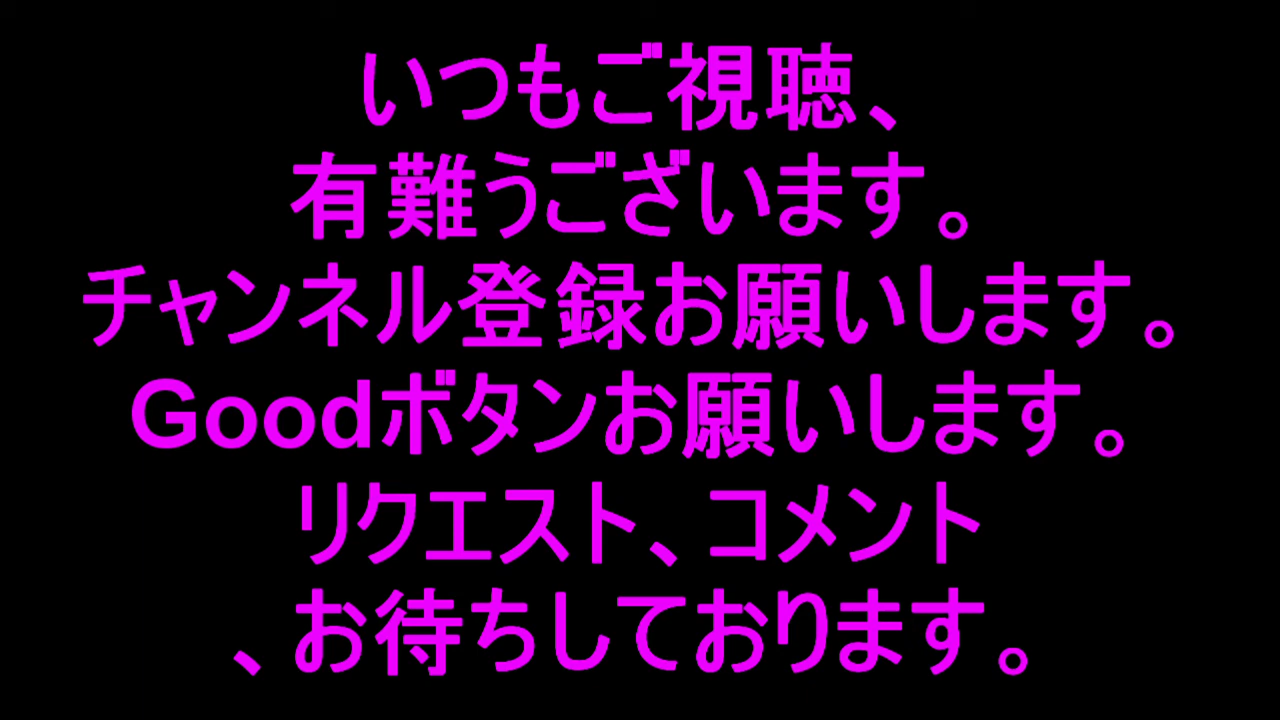 いつもご視聴、
有難うございます。
チャンネル登録お願いします。
Goodボタンお願いします。
リクエスト、コメント
、お待ちしております。